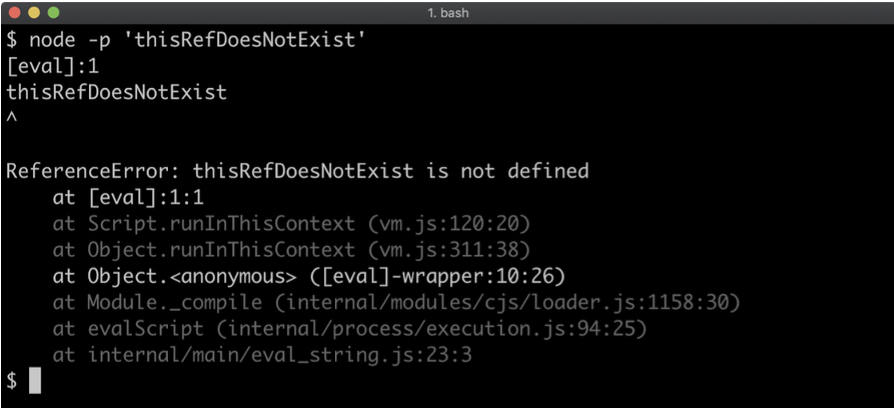 1. bash
$ node -p 'thisRefDoesNotExist'
[eval]:1
thisRefDoesNotExist
^
ReferenceError: thisRefDoesNotExist is not defined
    at [eval]:1:1
    at Script.runInThisContext (vm.js:120:20)
    at Object.runInThisContext (vm.js:311:38)
    at Object.<anonymous> ([eval]-wrapper:10:26)
    at Module._compile (internal/modules/cjs/loader.js:1158:30)
    at evalScript (internal/process/execution.js:94:25)
    at internal/main/eval_string.js:23:3
$